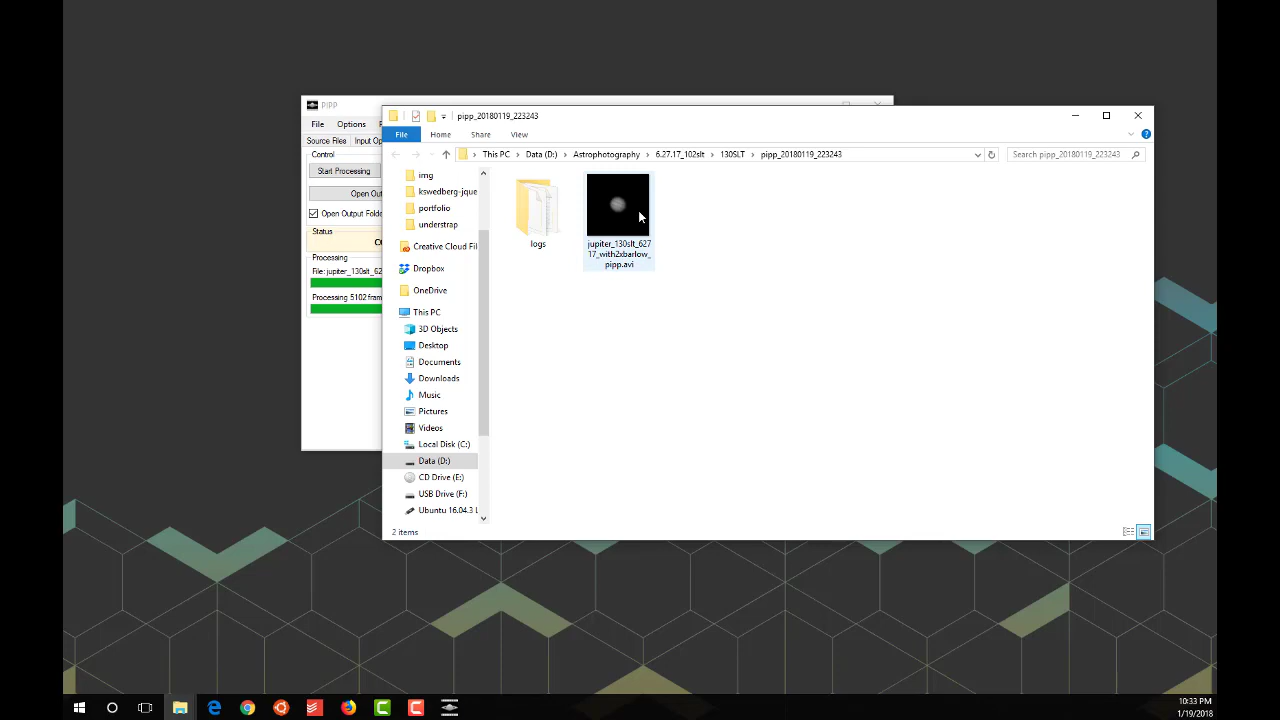 PIPP
File Options
Source Files Input Op
Control
Start Processing
Open Out
Open Output Folde
Status
Processing
File: jupiter_130slt_62
Processing 5102 fram
pipp_20180119_223243
File Home Share View
This PC Data (D:) Astrophotography 6.27.17_102slt 130SLT pipp_20180119_223243
Search pipp_20180119_223243
img
kswedberg-jque
portfolio
understrap
Creative Cloud Fil
Dropbox
OneDrive
This PC
3D Objects
Desktop
Documents
Downloads
Music
Pictures
Videos
Local Disk (C:)
Data (D:)
CD Drive (E:)
USB Drive (F:)
Ubuntu 16.04.3 L
logs
jupiter_130slt_627
17_with2xbarlow_
pipp.avi
2 items
10:33 PM
1/19/2018